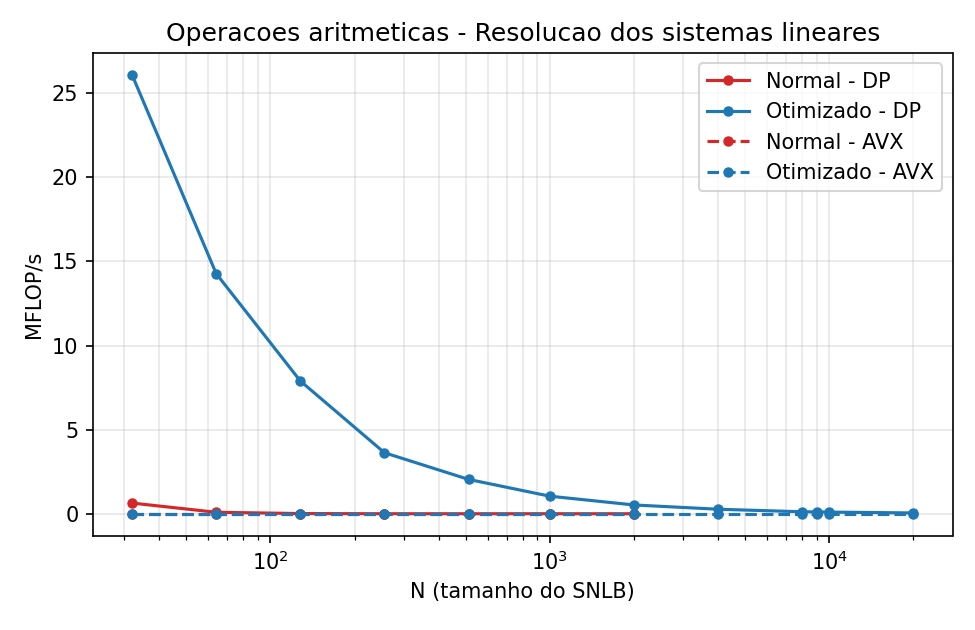 Operacoes aritmeticas - Resolucao dos sistemas lineares
Normal - DP
Otimizado - DP
Normal - AVX
Otimizado - AVX
MFLOP/s
25
20
15
10
5
0
10²
10³
10⁴
N (tamanho do SNLB)